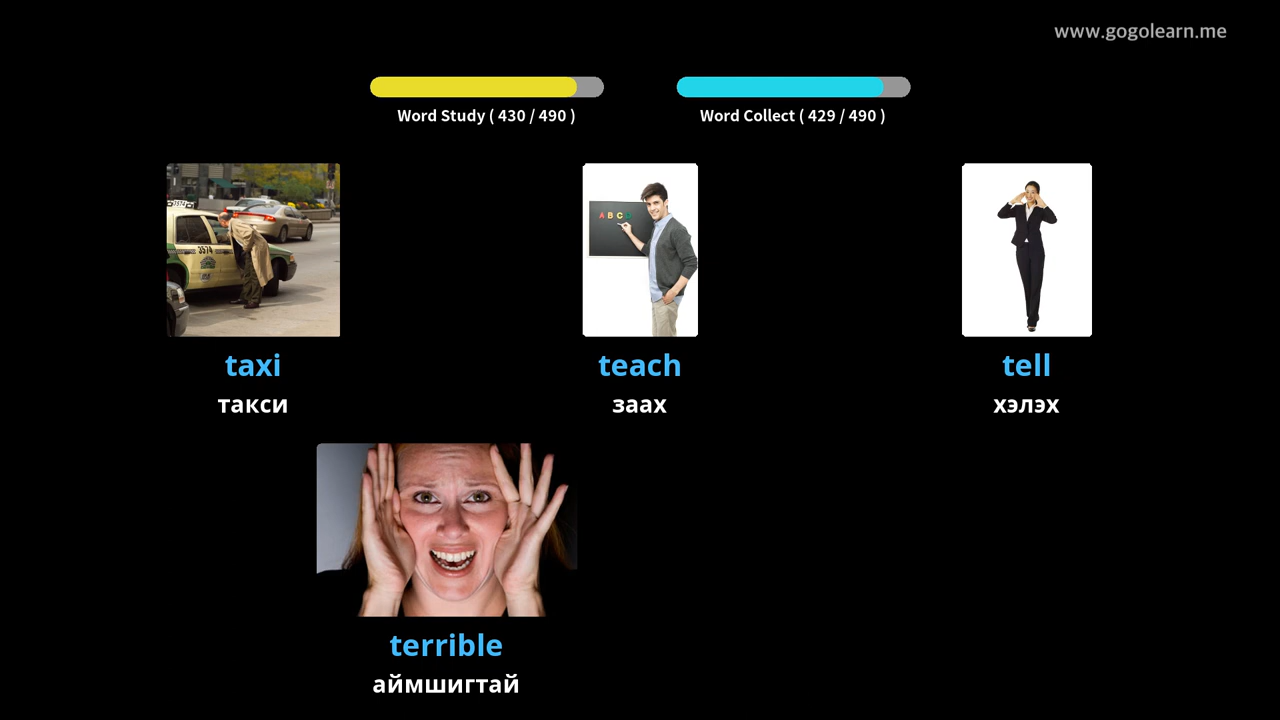 www.gogolearn.me
Word Study ( 430 / 490 )
Word Collect ( 429 / 490 )
3574
A B C D
taxi
такси
teach
заах
tell
хэлэх
terrible
аймшигтай